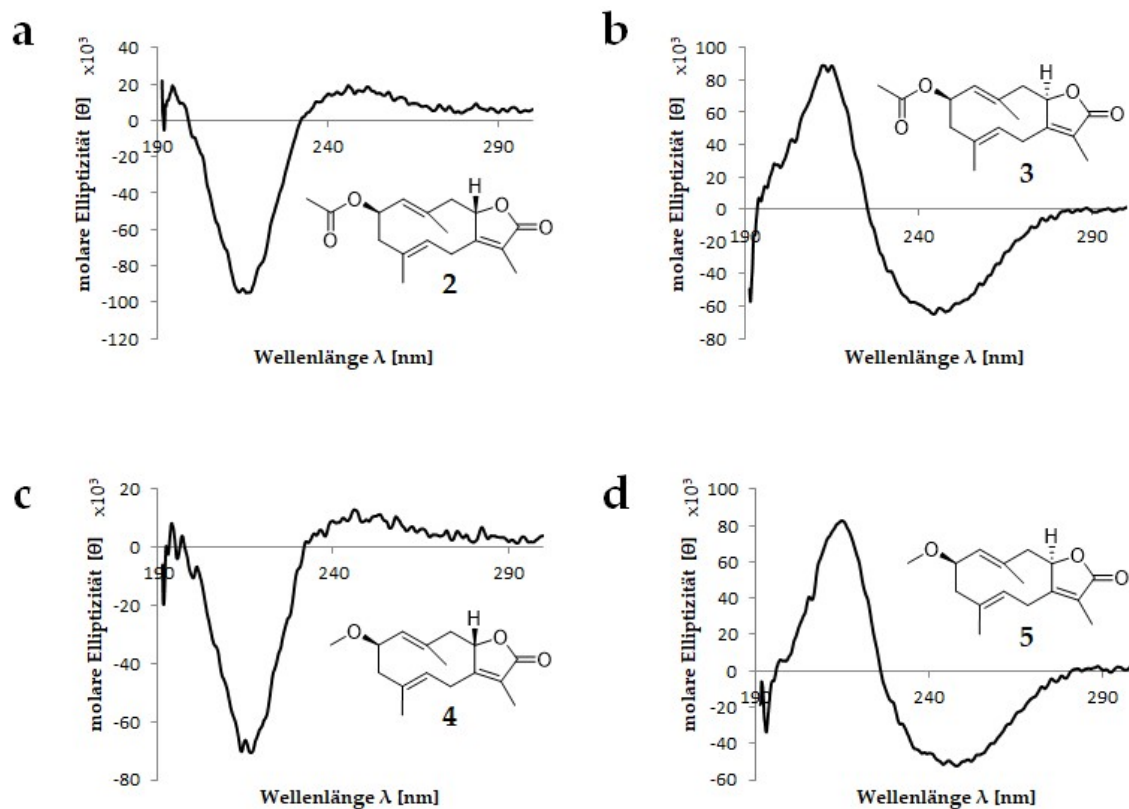 a
molare Elliptizität [θ] x10³
40
20
0
-20
-40
-60
-80
-100
-120
190
240
290
O
O
H
O
O
2
Wellenlänge λ [nm]
b
molare Elliptizität [θ] x10³
100
80
60
40
20
0
-20
-40
-60
-80
190
240
290
O
O
H
O
O
3
Wellenlänge λ [nm]
c
molare Elliptizität [θ] x10³
20
0
-20
-40
-60
-80
190
240
290
O
H
O
O
4
Wellenlänge λ [nm]
d
molare Elliptizität [θ] x10³
100
80
60
40
20
0
-20
-40
-60
190
240
290
O
H
O
O
5
Wellenlänge λ [nm]